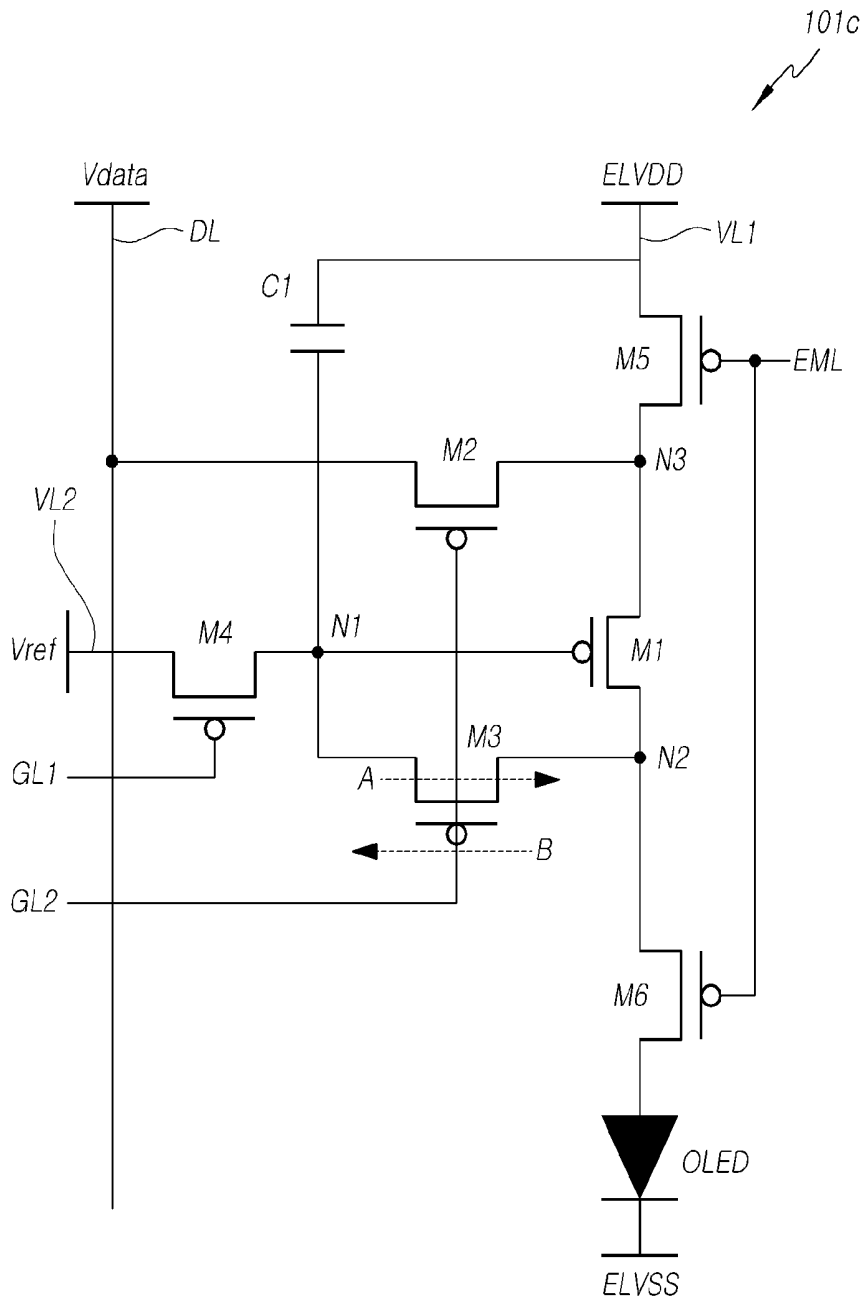 101c
Vdata
ELVDD
DL
VL1
C1
M5
EML
M2
N3
VL2
M4
N1
Vref
M1
M3
N2
GL1
A
B
GL2
M6
OLED
ELVSS